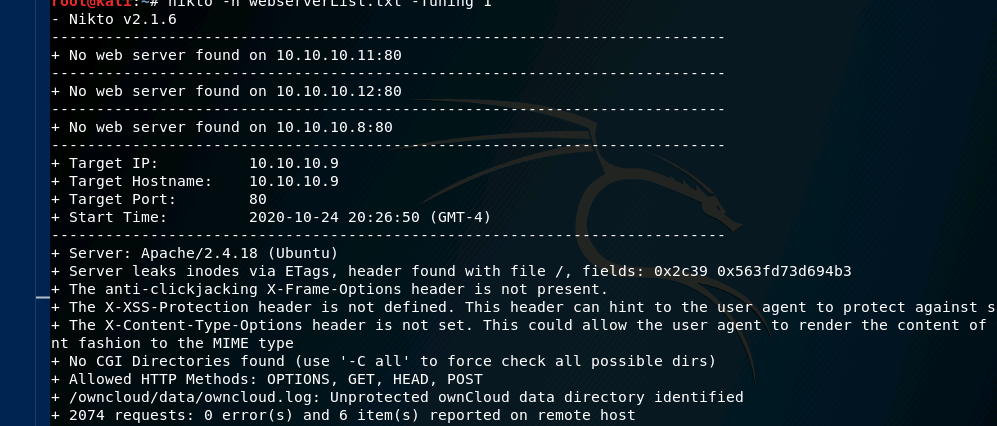 root@kali:~# nikto -h webserverList.txt -Tuning 1
- Nikto v2.1.6
---------------------------------------------------------------------------
+ No web server found on 10.10.10.11:80
---------------------------------------------------------------------------
+ No web server found on 10.10.10.12:80
---------------------------------------------------------------------------
+ No web server found on 10.10.10.8:80
---------------------------------------------------------------------------
+ Target IP:          10.10.10.9
+ Target Hostname:    10.10.10.9
+ Target Port:        80
+ Start Time:         2020-10-24 20:26:50 (GMT-4)
---------------------------------------------------------------------------
+ Server: Apache/2.4.18 (Ubuntu)
+ Server leaks inodes via ETags, header found with file /, fields: 0x2c39 0x563fd73d694b3
+ The anti-clickjacking X-Frame-Options header is not present.
+ The X-XSS-Protection header is not defined. This header can hint to the user agent to protect against s
+ The X-Content-Type-Options header is not set. This could allow the user agent to render the content of
nt fashion to the MIME type
+ No CGI Directories found (use '-C all' to force check all possible dirs)
+ Allowed HTTP Methods: OPTIONS, GET, HEAD, POST
+ /owncloud/data/owncloud.log: Unprotected ownCloud data directory identified
+ 2074 requests: 0 error(s) and 6 item(s) reported on remote host